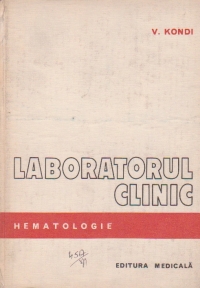 V. KONDI
LABORATORUL
CLINIC
HEMATOLOGIE
EDITURA MEDICALĂ